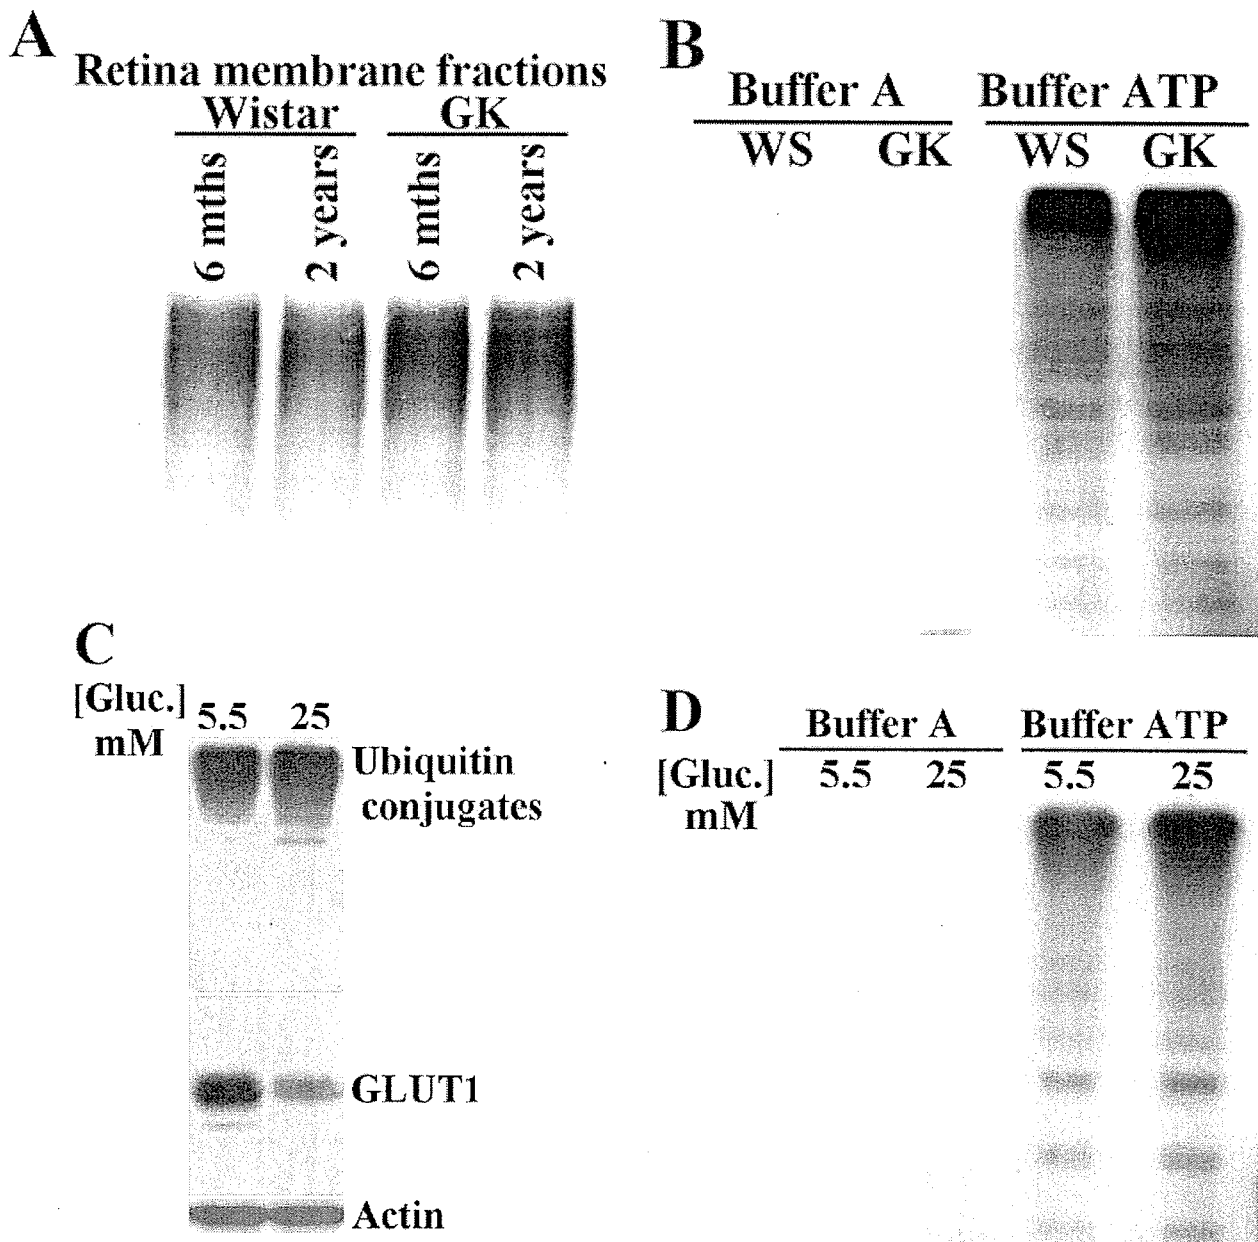 A
Retina membrane fractions
Wistar GK
6 mths 2 years 6 mths 2 years
B
Buffer A Buffer ATP
WS GK WS GK
C
[Gluc.] 5.5 25
mM
Ubiquitin
conjugates
GLUT1
Actin
D
Buffer A Buffer ATP
[Gluc.] 5.5 25 5.5 25
mM